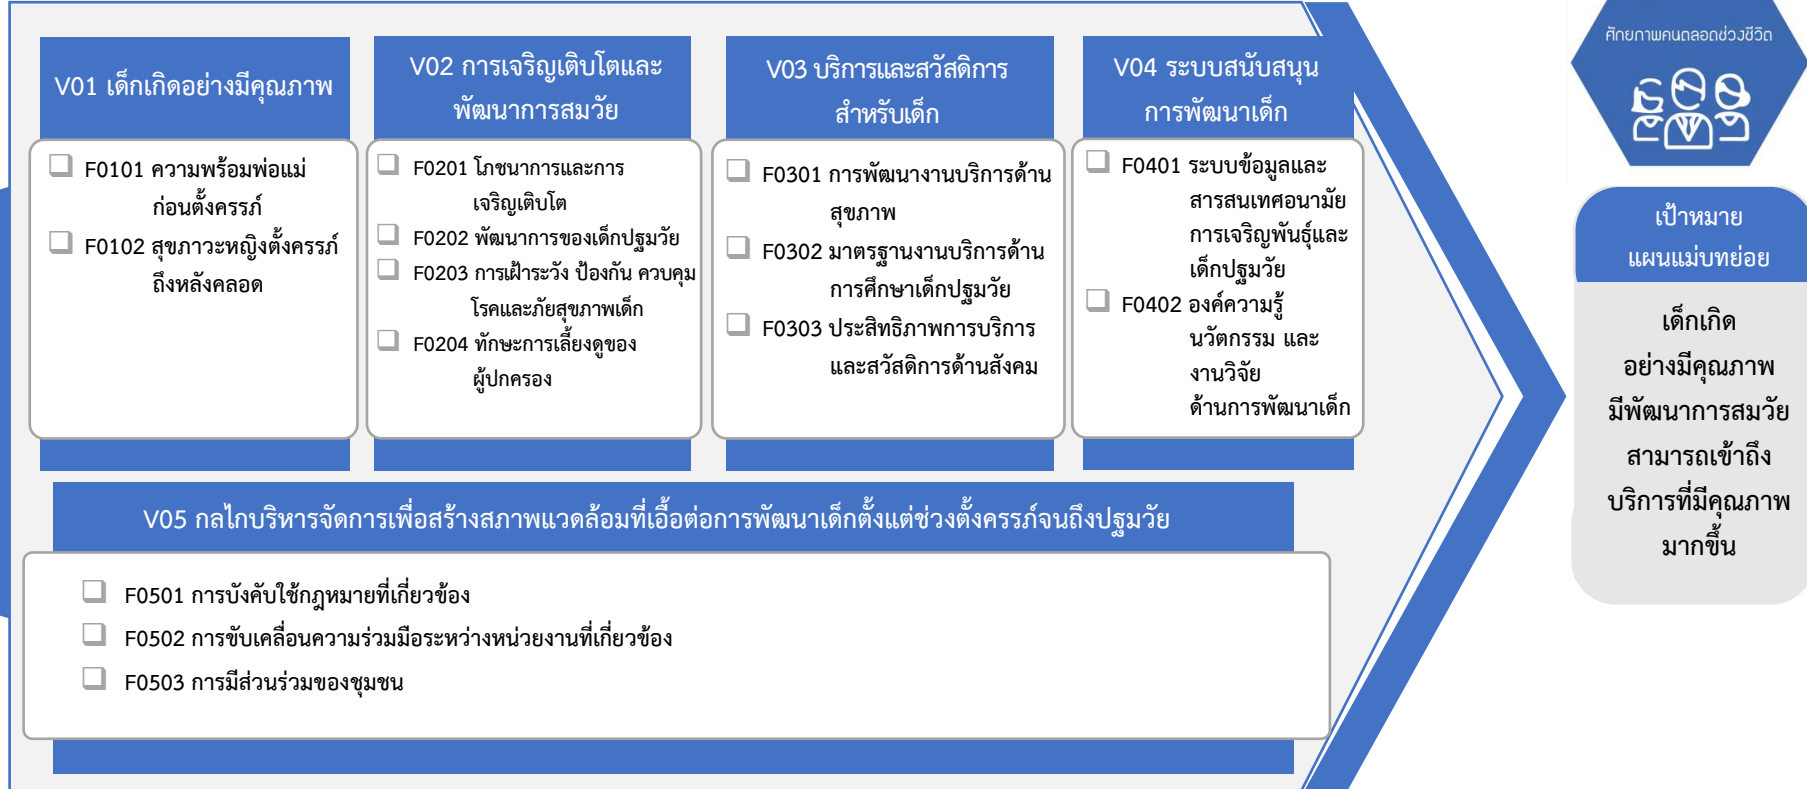 V01 เด็กเกิดอย่างมีคุณภาพ
F0101 ความพร้อมพ่อแม่
ก่อนตั้งครรภ์
F0102 สุขภาวะหญิงตั้งครรภ์
ถึงหลังคลอด
V02 การเจริญเติบโตและ
พัฒนาการสมวัย
F0201 โภชนาการและการ
เจริญเติบโต
F0202 พัฒนาการของเด็กปฐมวัย
F0203 การเฝ้าระวัง ป้องกัน ควบคุม
โรคและภัยสุขภาพเด็ก
F0204 ทักษะการเลี้ยงดูของ
ผู้ปกครอง
V03 บริการและสวัสดิการ
สำหรับเด็ก
F0301 การพัฒนางานบริการด้าน
สุขภาพ
F0302 มาตรฐานงานบริการด้าน
การศึกษาเด็กปฐมวัย
F0303 ประสิทธิภาพการบริการ
และสวัสดิการด้านสังคม
V04 ระบบสนับสนุน
การพัฒนาเด็ก
F0401 ระบบข้อมูลและ
สารสนเทศอนามัย
การเจริญพันธุ์และ
เด็กปฐมวัย
F0402 องค์ความรู้
นวัตกรรม และ
งานวิจัย
ด้านการพัฒนาเด็ก
V05 กลไกบริหารจัดการเพื่อสร้างสภาพแวดล้อมที่เอื้อต่อการพัฒนาเด็กตั้งแต่ช่วงตั้งครรภ์จนถึงปฐมวัย
F0501 การบังคับใช้กฎหมายที่เกี่ยวข้อง
F0502 การขับเคลื่อนความร่วมมือระหว่างหน่วยงานที่เกี่ยวข้อง
F0503 การมีส่วนร่วมของชุมชน
ศักยภาพคนตลอดช่วงชีวิต
เป้าหมาย
แผนแม่บทย่อย
เด็กเกิด
อย่างมีคุณภาพ
มีพัฒนาการสมวัย
สามารถเข้าถึง
บริการที่มีคุณภาพ
มากขึ้น